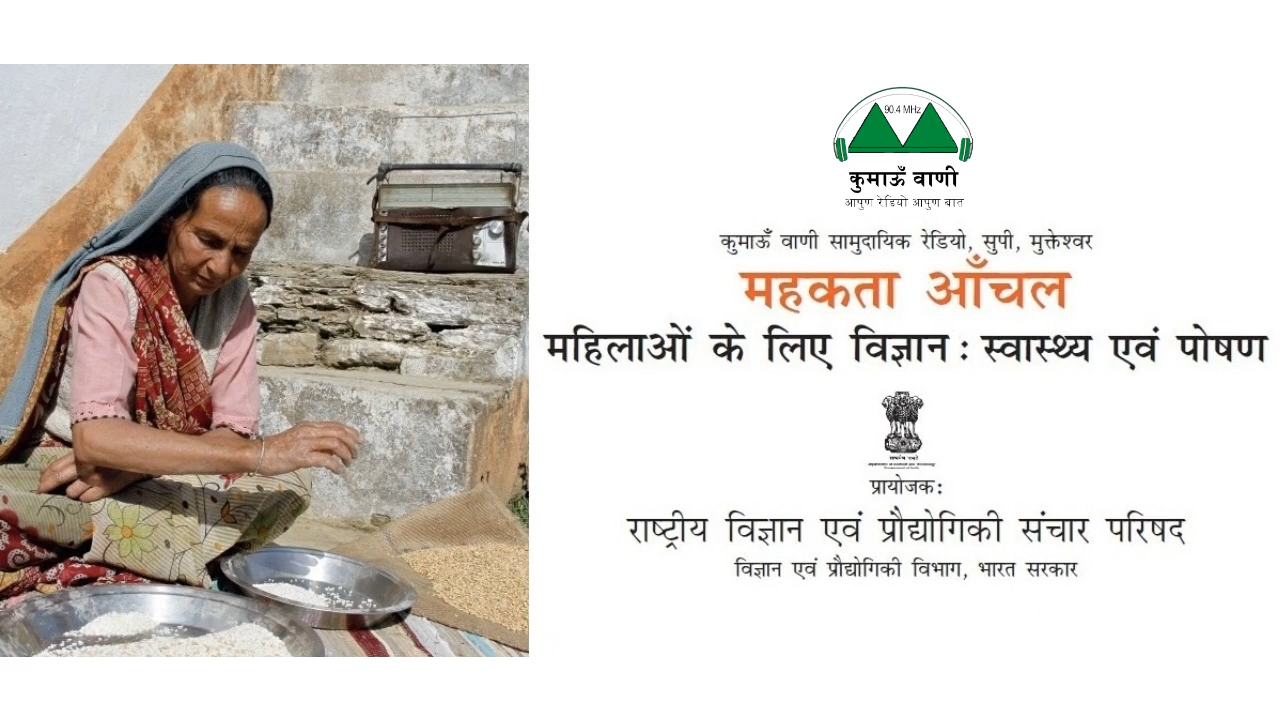 90.4 MHz
कुमाऊँ वाणी
आपुण रेडियो आपुण बात
कुमाऊँ वाणी सामुदायिक रेडियो, सुपी, मुक्तेश्वर
महकता आँचल
महिलाओं के लिए विज्ञान : स्वास्थ्य एवं पोषण
सत्यमेव जयते
प्रायोजक:
राष्ट्रीय विज्ञान एवं प्रौद्योगिकी संचार परिषद
विज्ञान एवं प्रौद्योगिकी विभाग, भारत सरकार